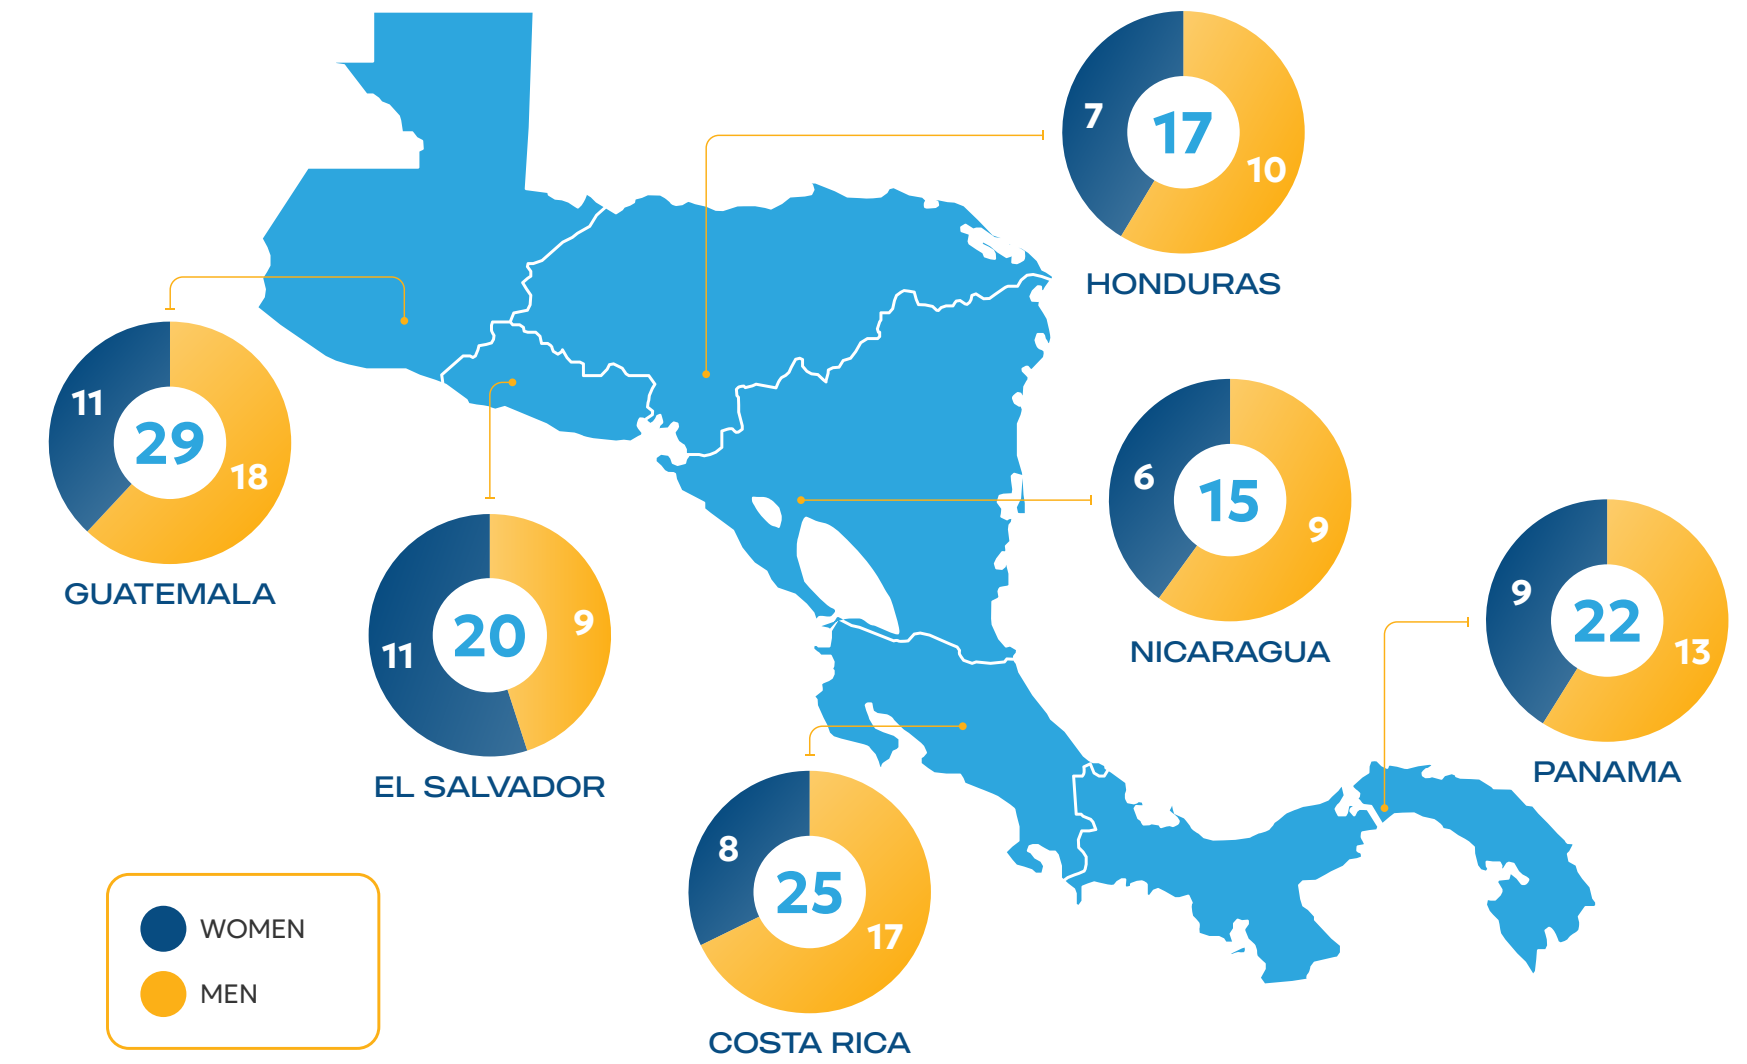 7
17
10
HONDURAS
11
29
18
GUATEMALA
6
15
9
NICARAGUA
11
20
9
EL SALVADOR
9
22
13
PANAMA
8
25
17
COSTA RICA
WOMEN
MEN